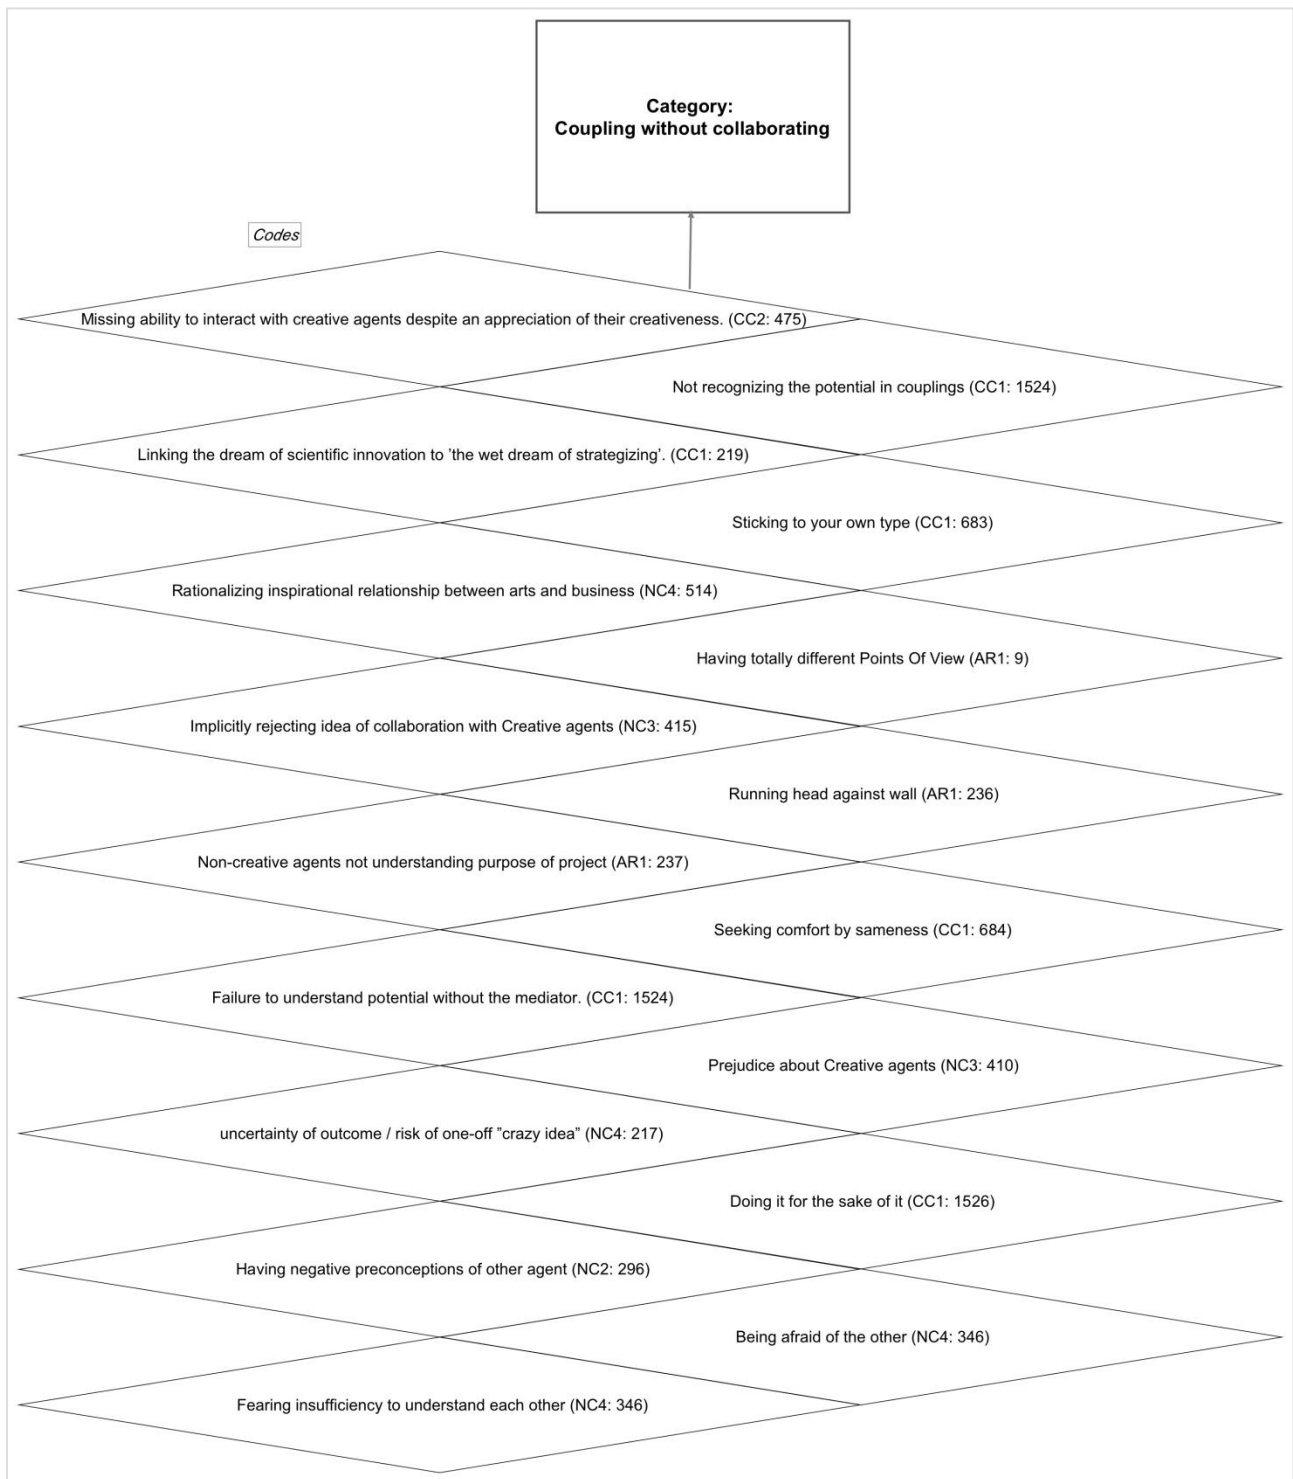 Category:
Coupling without collaborating
Codes
Missing ability to interact with creative agents despite an appreciation of their creativeness. (CC2: 475)
Not recognizing the potential in couplings (CC1: 1524)
Linking the dream of scientific innovation to ’the wet dream of strategizing’. (CC1: 219)
Sticking to your own type (CC1: 683)
Rationalizing inspirational relationship between arts and business (NC4: 514)
Having totally different Points Of View (AR1: 9)
Implicitly rejecting idea of collaboration with Creative agents (NC3: 415)
Running head against wall (AR1: 236)
Non-creative agents not understanding purpose of project (AR1: 237)
Seeking comfort by sameness (CC1: 684)
Failure to understand potential without the mediator. (CC1: 1524)
Prejudice about Creative agents (NC3: 410)
uncertainty of outcome / risk of one-off ”crazy idea” (NC4: 217)
Doing it for the sake of it (CC1: 1526)
Having negative preconceptions of other agent (NC2: 296)
Being afraid of the other (NC4: 346)
Fearing insufficiency to understand each other (NC4: 346)